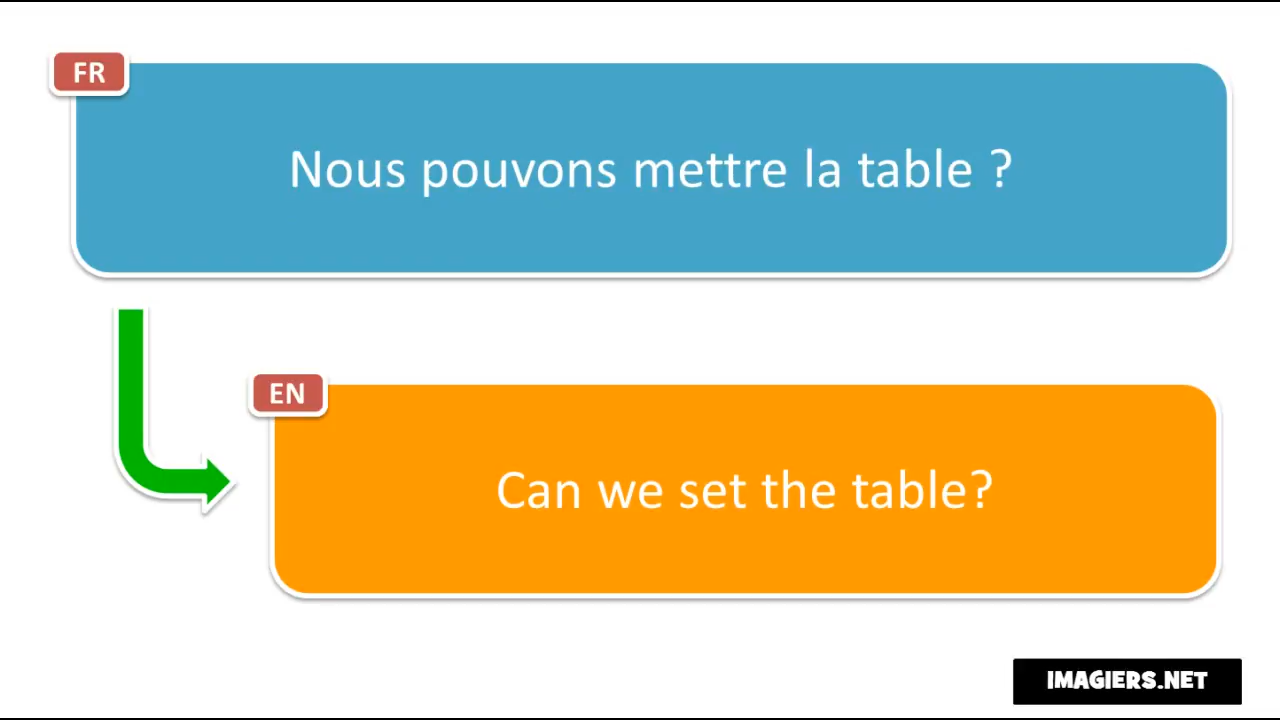 FR
Nous pouvons mettre la table ?
EN
Can we set the table?
IMAGIERS.NET